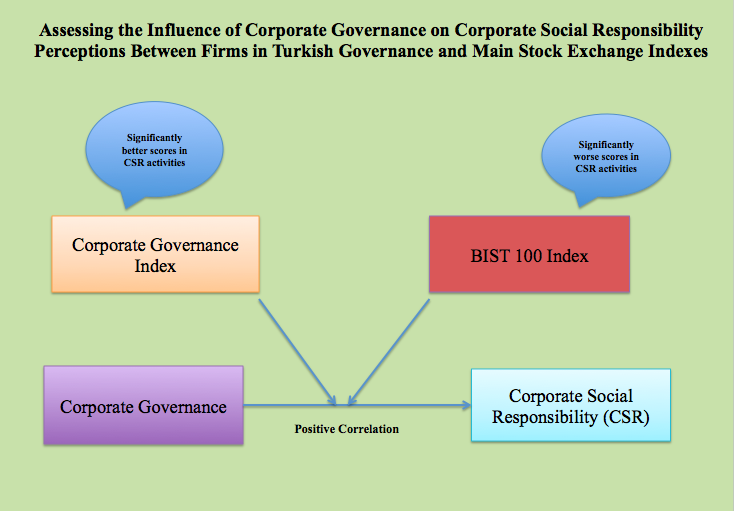 Assessing the Influence of Corporate Governance on Corporate Social Responsibility
Perceptions Between Firms in Turkish Governance and Main Stock Exchange Indexes
Significantly
better scores in
CSR activities
Significantly
worse scores in
CSR activities
Corporate Governance
Index
BIST 100 Index
Corporate Governance
Corporate Social
Responsibility (CSR)
Positive Correlation